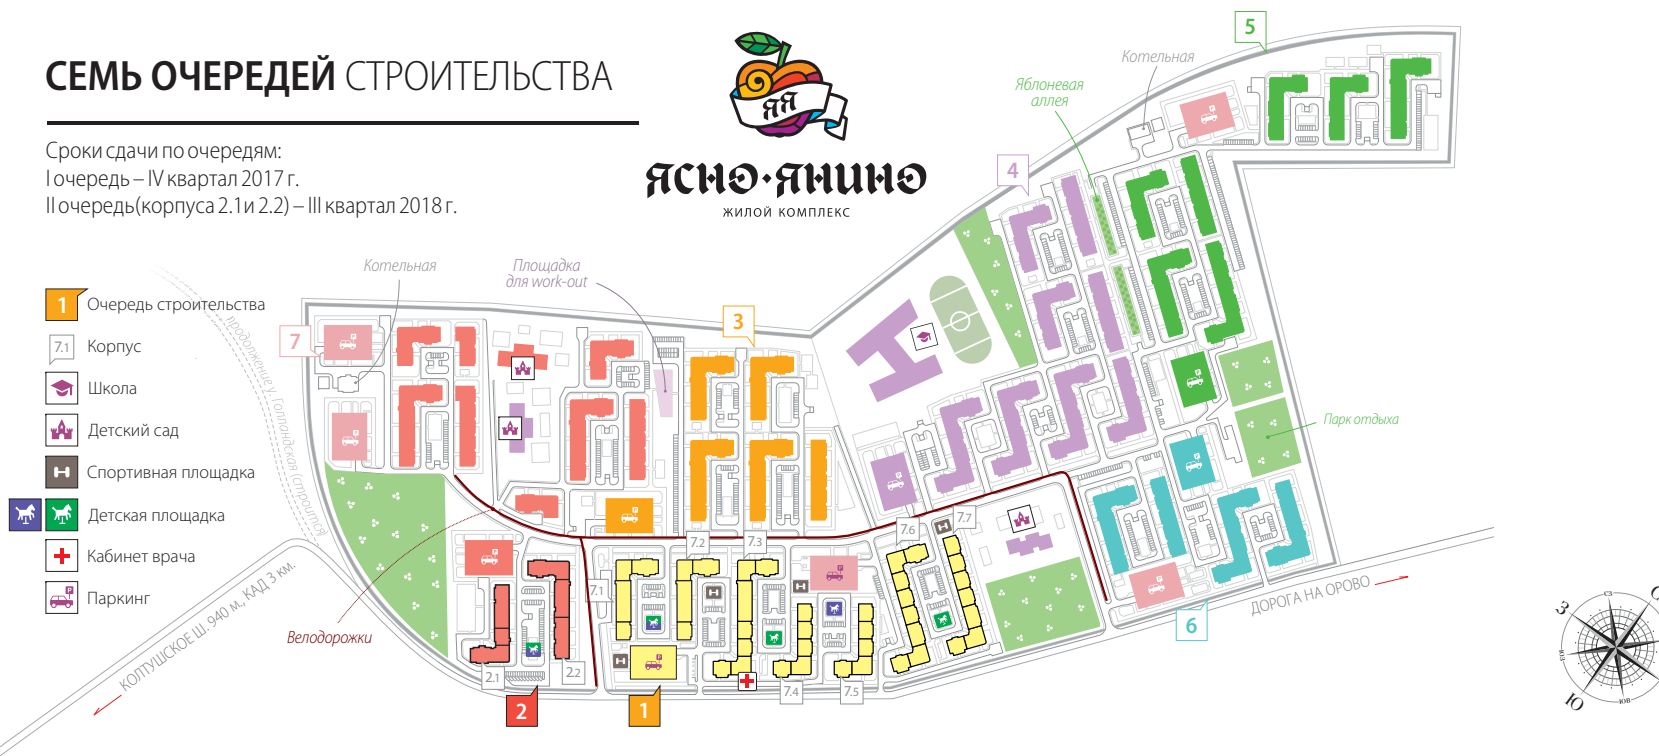 СЕМЬ ОЧЕРЕДЕЙ СТРОИТЕЛЬСТВА
Сроки сдачи по очередям:
I очередь – IV квартал 2017 г.
II очередь(корпуса 2.1 и 2.2) – III квартал 2018 г.
ЯЯ
ЯСНО·ЯНИНО
ЖИЛОЙ КОМПЛЕКС
1 Очередь строительства
7.1 Корпус
Школа
Детский сад
Спортивная площадка
Детская площадка
Кабинет врача
P Паркинг
5
Котельная
Яблоневая
аллея
4
Котельная
Площадка
для work-out
3
7
продолжение ул. Голландская (строится)
Парк отдыха
7.7
7.6
7.2
7.3
7.1
Велодорожки
2.1
2.2
7.4
7.5
2
1
6
КОЛТУШСКОЕ Ш. 940 м, КАД 3 км.
ДОРОГА НА ОРОВО
СЗ
С
З
ЮЗ
Ю
ЮВ